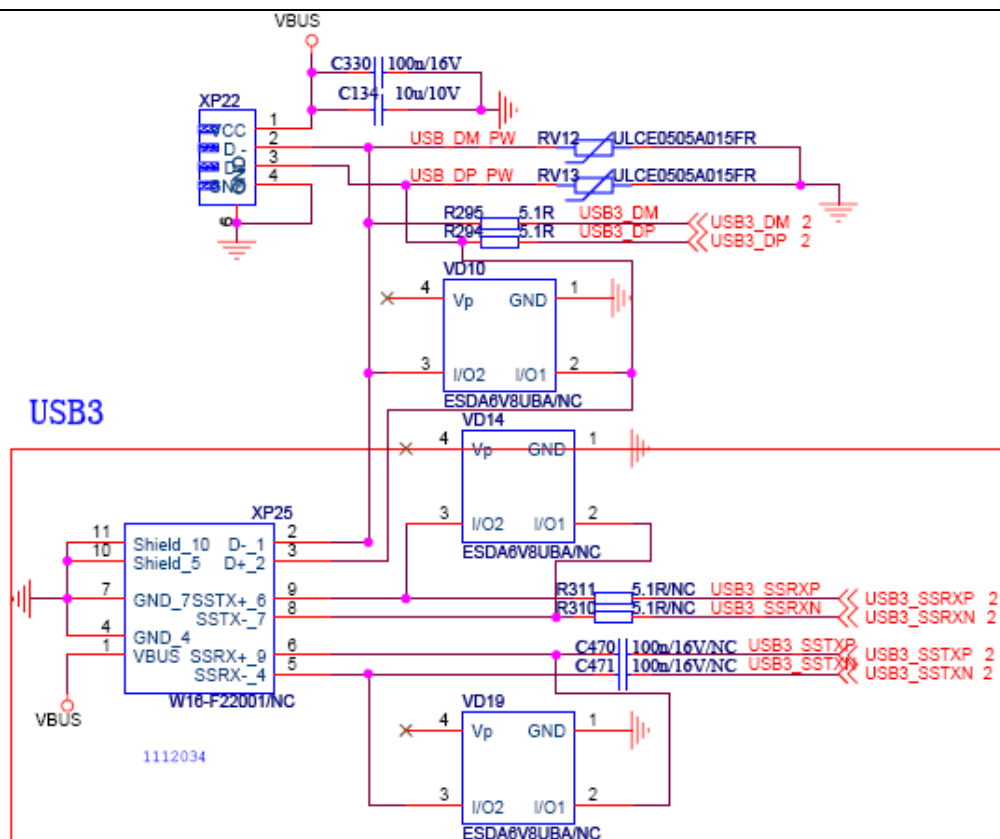 VBUS
C330 100n/16V
C134 10u/10V
XP22
VCC 1
D- 2
D 3
GND 4
GND
6
USB_DM_PW RV12 ULCE0505A015FR
USB_DP_PW RV13 ULCE0505A015FR
R295 5.1R USB3_DM USB3_DM 2
R294 5.1R USB3_DP USB3_DP 2
VD10
4 Vp GND 1
3 I/O2 I/O1 2
ESDA6V8UBA/NC
USB3
VD14
4 Vp GND 1
3 I/O2 I/O1 2
ESDA6V8UBA/NC
XP25
11 Shield_10 D-_1 2
10 Shield_5 D+_2 3
7 GND_7 SSTX+_6 9
SSTX-_7 8
4 GND_4
1 VBUS SSRX+_9 6
SSRX-_4 5
W16-F22001/NC
VBUS
1112034
R311 5.1R/NC USB3_SSRXP USB3_SSRXP 2
R310 5.1R/NC USB3_SSRXN USB3_SSRXN 2
C470 100n/16V/NC USB3_SSTXP USB3_SSTXP 2
C471 100n/16V/NC USB3_SSTXN USB3_SSTXN 2
VD19
4 Vp GND 1
3 I/O2 I/O1 2
ESDA6V8UBA/NC